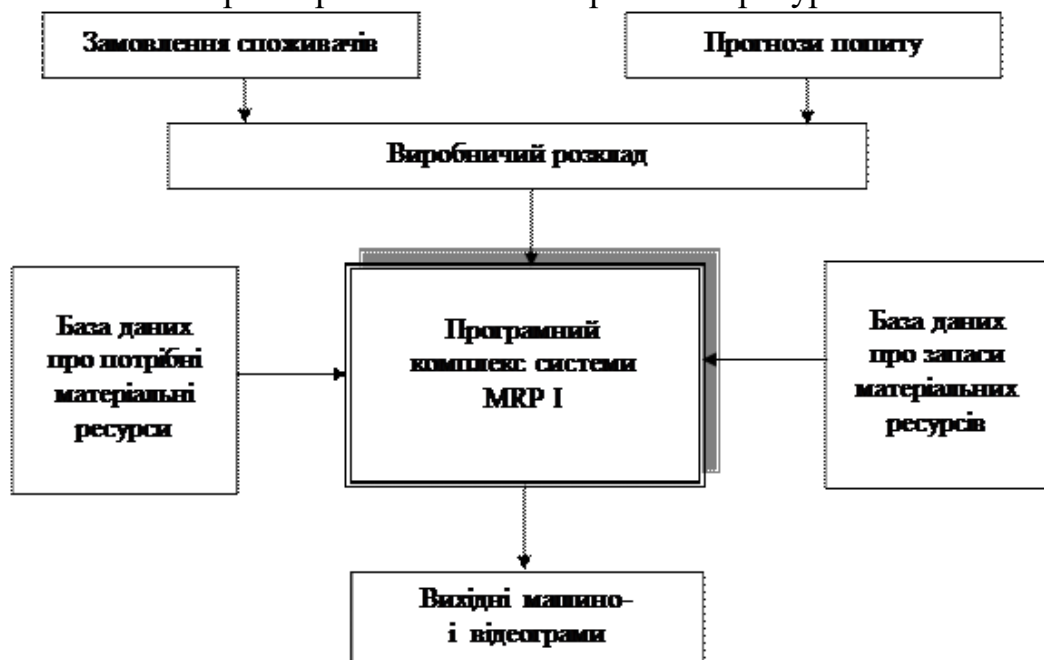 Замовлення споживачів
Прогнози попиту
Виробничий розклад
База даних
про потрібні
матеріальні
ресурси
Програмний
комплекс системи
MRP I
База даних
про запаси
матеріальних
ресурсів
Вихідні машино-
і відеограми